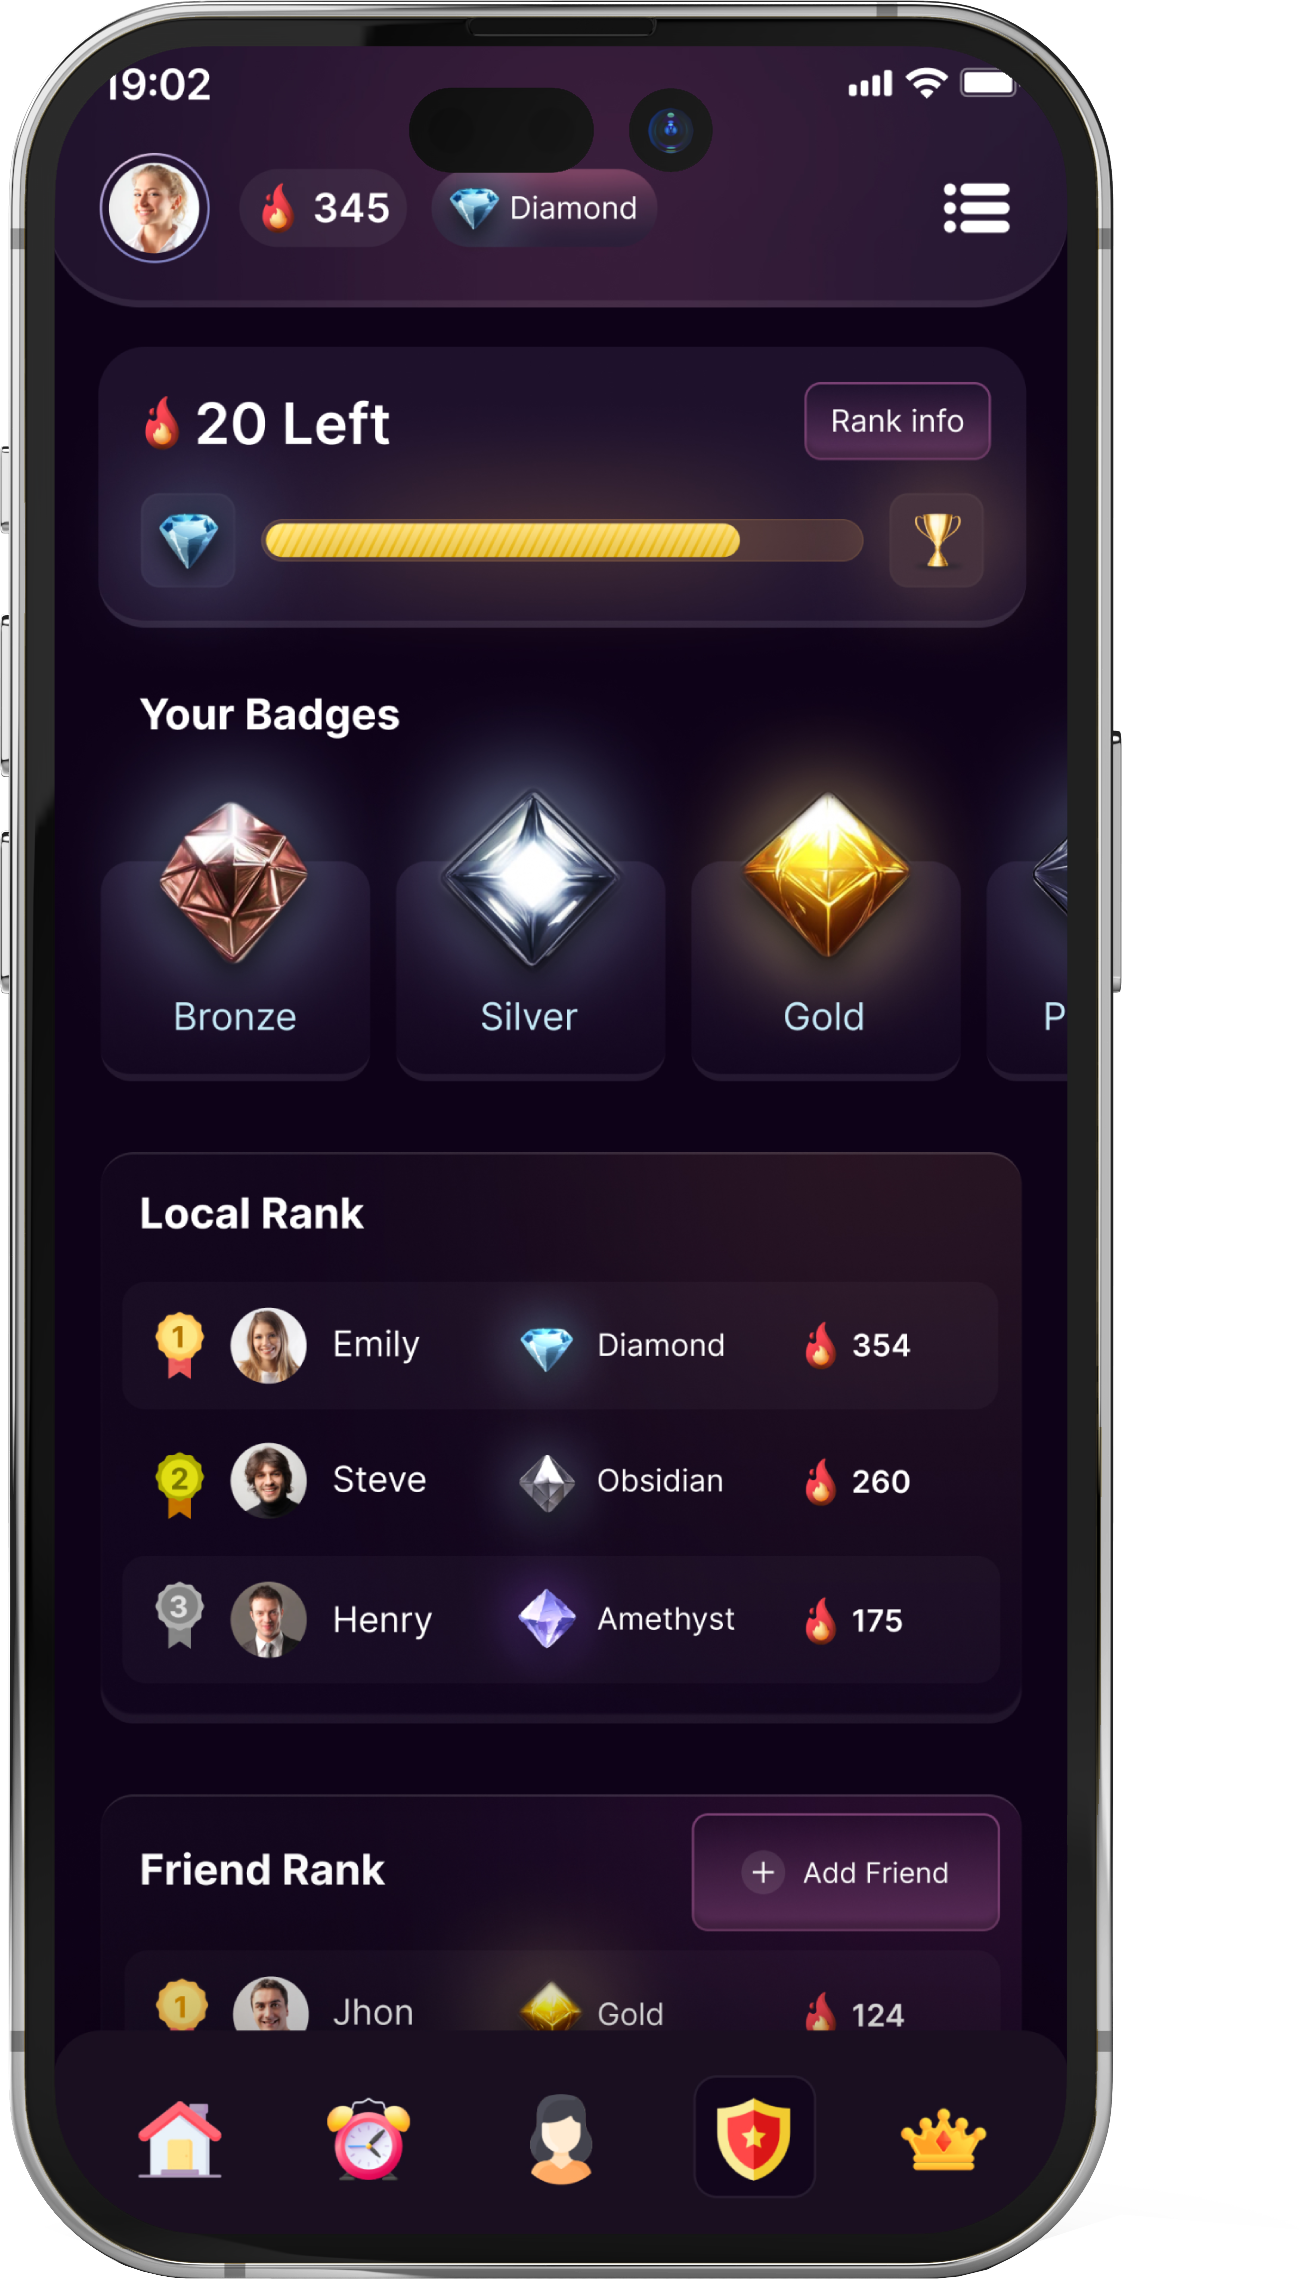 19:02
345
Diamond
20 Left
Rank info
Your Badges
Bronze
Silver
Gold
P
Local Rank
1
Emily
Diamond
354
2
Steve
Obsidian
260
3
Henry
Amethyst
175
Friend Rank
+ Add Friend
1
Jhon
Gold
124